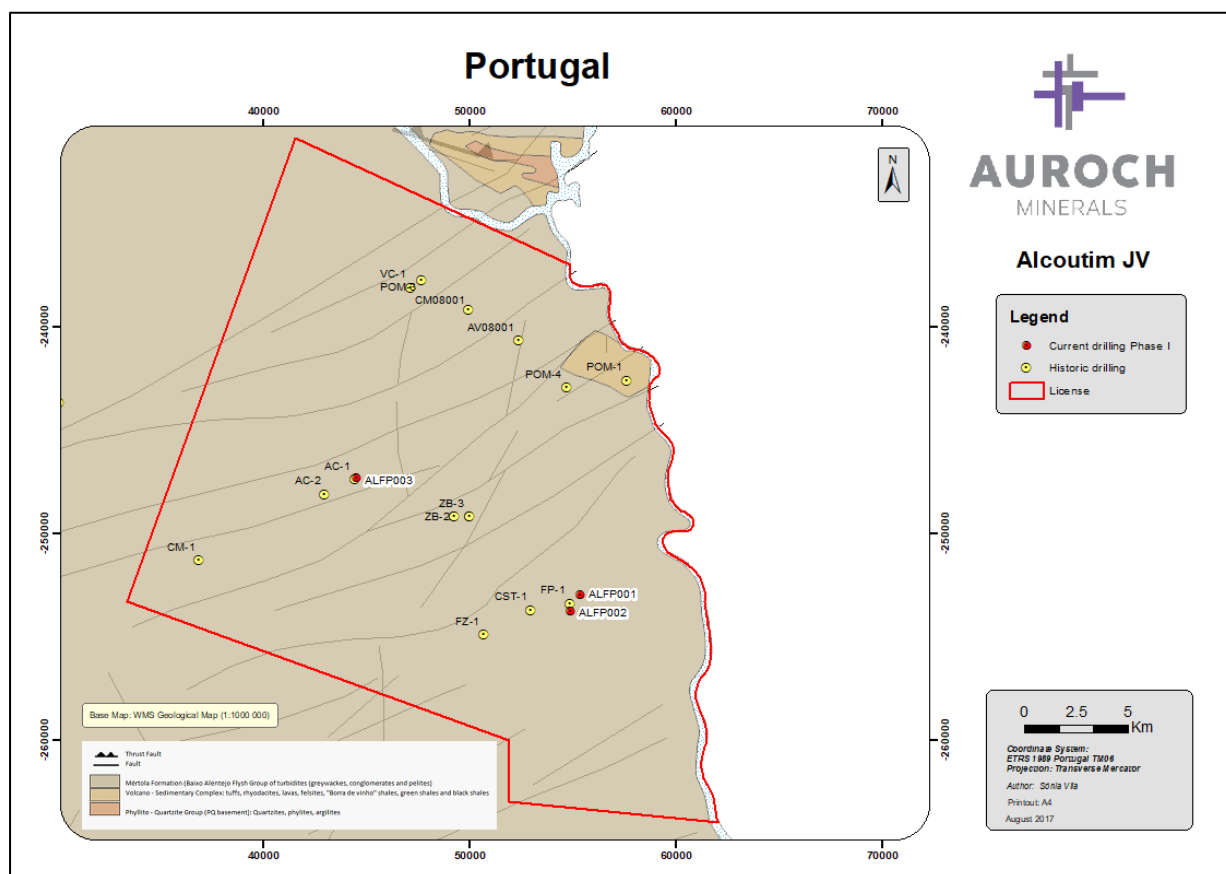 Portugal
AUROCH
MINERALS
Alcoutim JV
40000
50000
60000
70000
N
-240000
-240000
-250000
-250000
-260000
-260000
VC-1
POM-3
CM08001
AV08001
POM-4
POM-1
AC-1
ALFP003
AC-2
ZB-3
ZB-2
CM-1
FP-1
ALFP001
CST-1
ALFP002
FZ-1
Legend
Current drilling Phase I
Historic drilling
License
Base Map: WMS Geological Map (1:1000 000)
Thrust Fault
Fault
Mértola Formation (Baixo Alentejo Flysh Group of turbidites (greywackes, conglomerates and pelites)
Volcano - Sedimentary Complex: tuffs, rhyodacites, lavas, felsites, "Borra de vinho" shales, green shales and black shales
Phyllito - Quartzite Group (PQ basement): Quartzites, phylites, argilites
0 2.5 5
Km
Coordinate System:
ETRS 1989 Portugal TM06
Projection: Transverse Mercator
Author: Sónia Vila
Printout: A4
August 2017
40000
50000
60000
70000